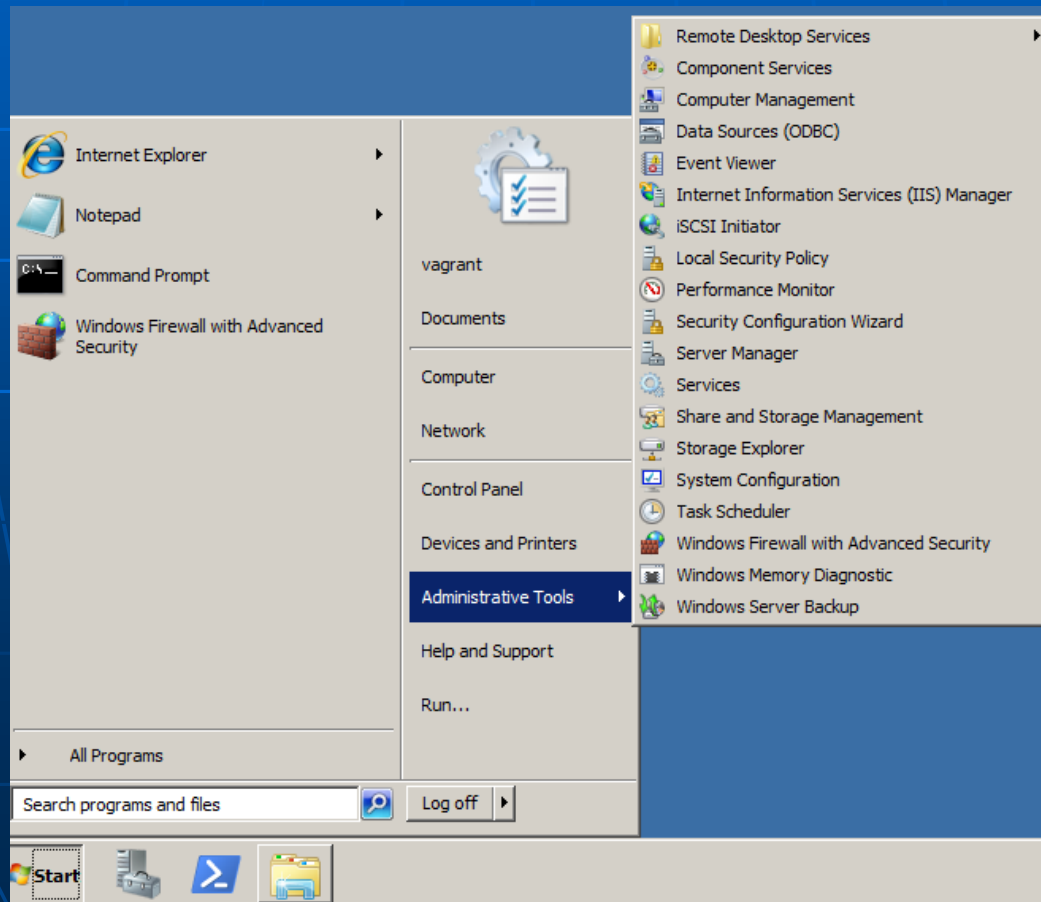 Internet Explorer
Notepad
C:\
Command Prompt
Windows Firewall with Advanced
Security
All Programs
Search programs and files
vagrant
Documents
Computer
Network
Control Panel
Devices and Printers
Administrative Tools
Help and Support
Run...
Log off
Remote Desktop Services
Component Services
Computer Management
Data Sources (ODBC)
Event Viewer
Internet Information Services (IIS) Manager
iSCSI Initiator
Local Security Policy
Performance Monitor
Security Configuration Wizard
Server Manager
Services
Share and Storage Management
Storage Explorer
System Configuration
Task Scheduler
Windows Firewall with Advanced Security
Windows Memory Diagnostic
Windows Server Backup
Start